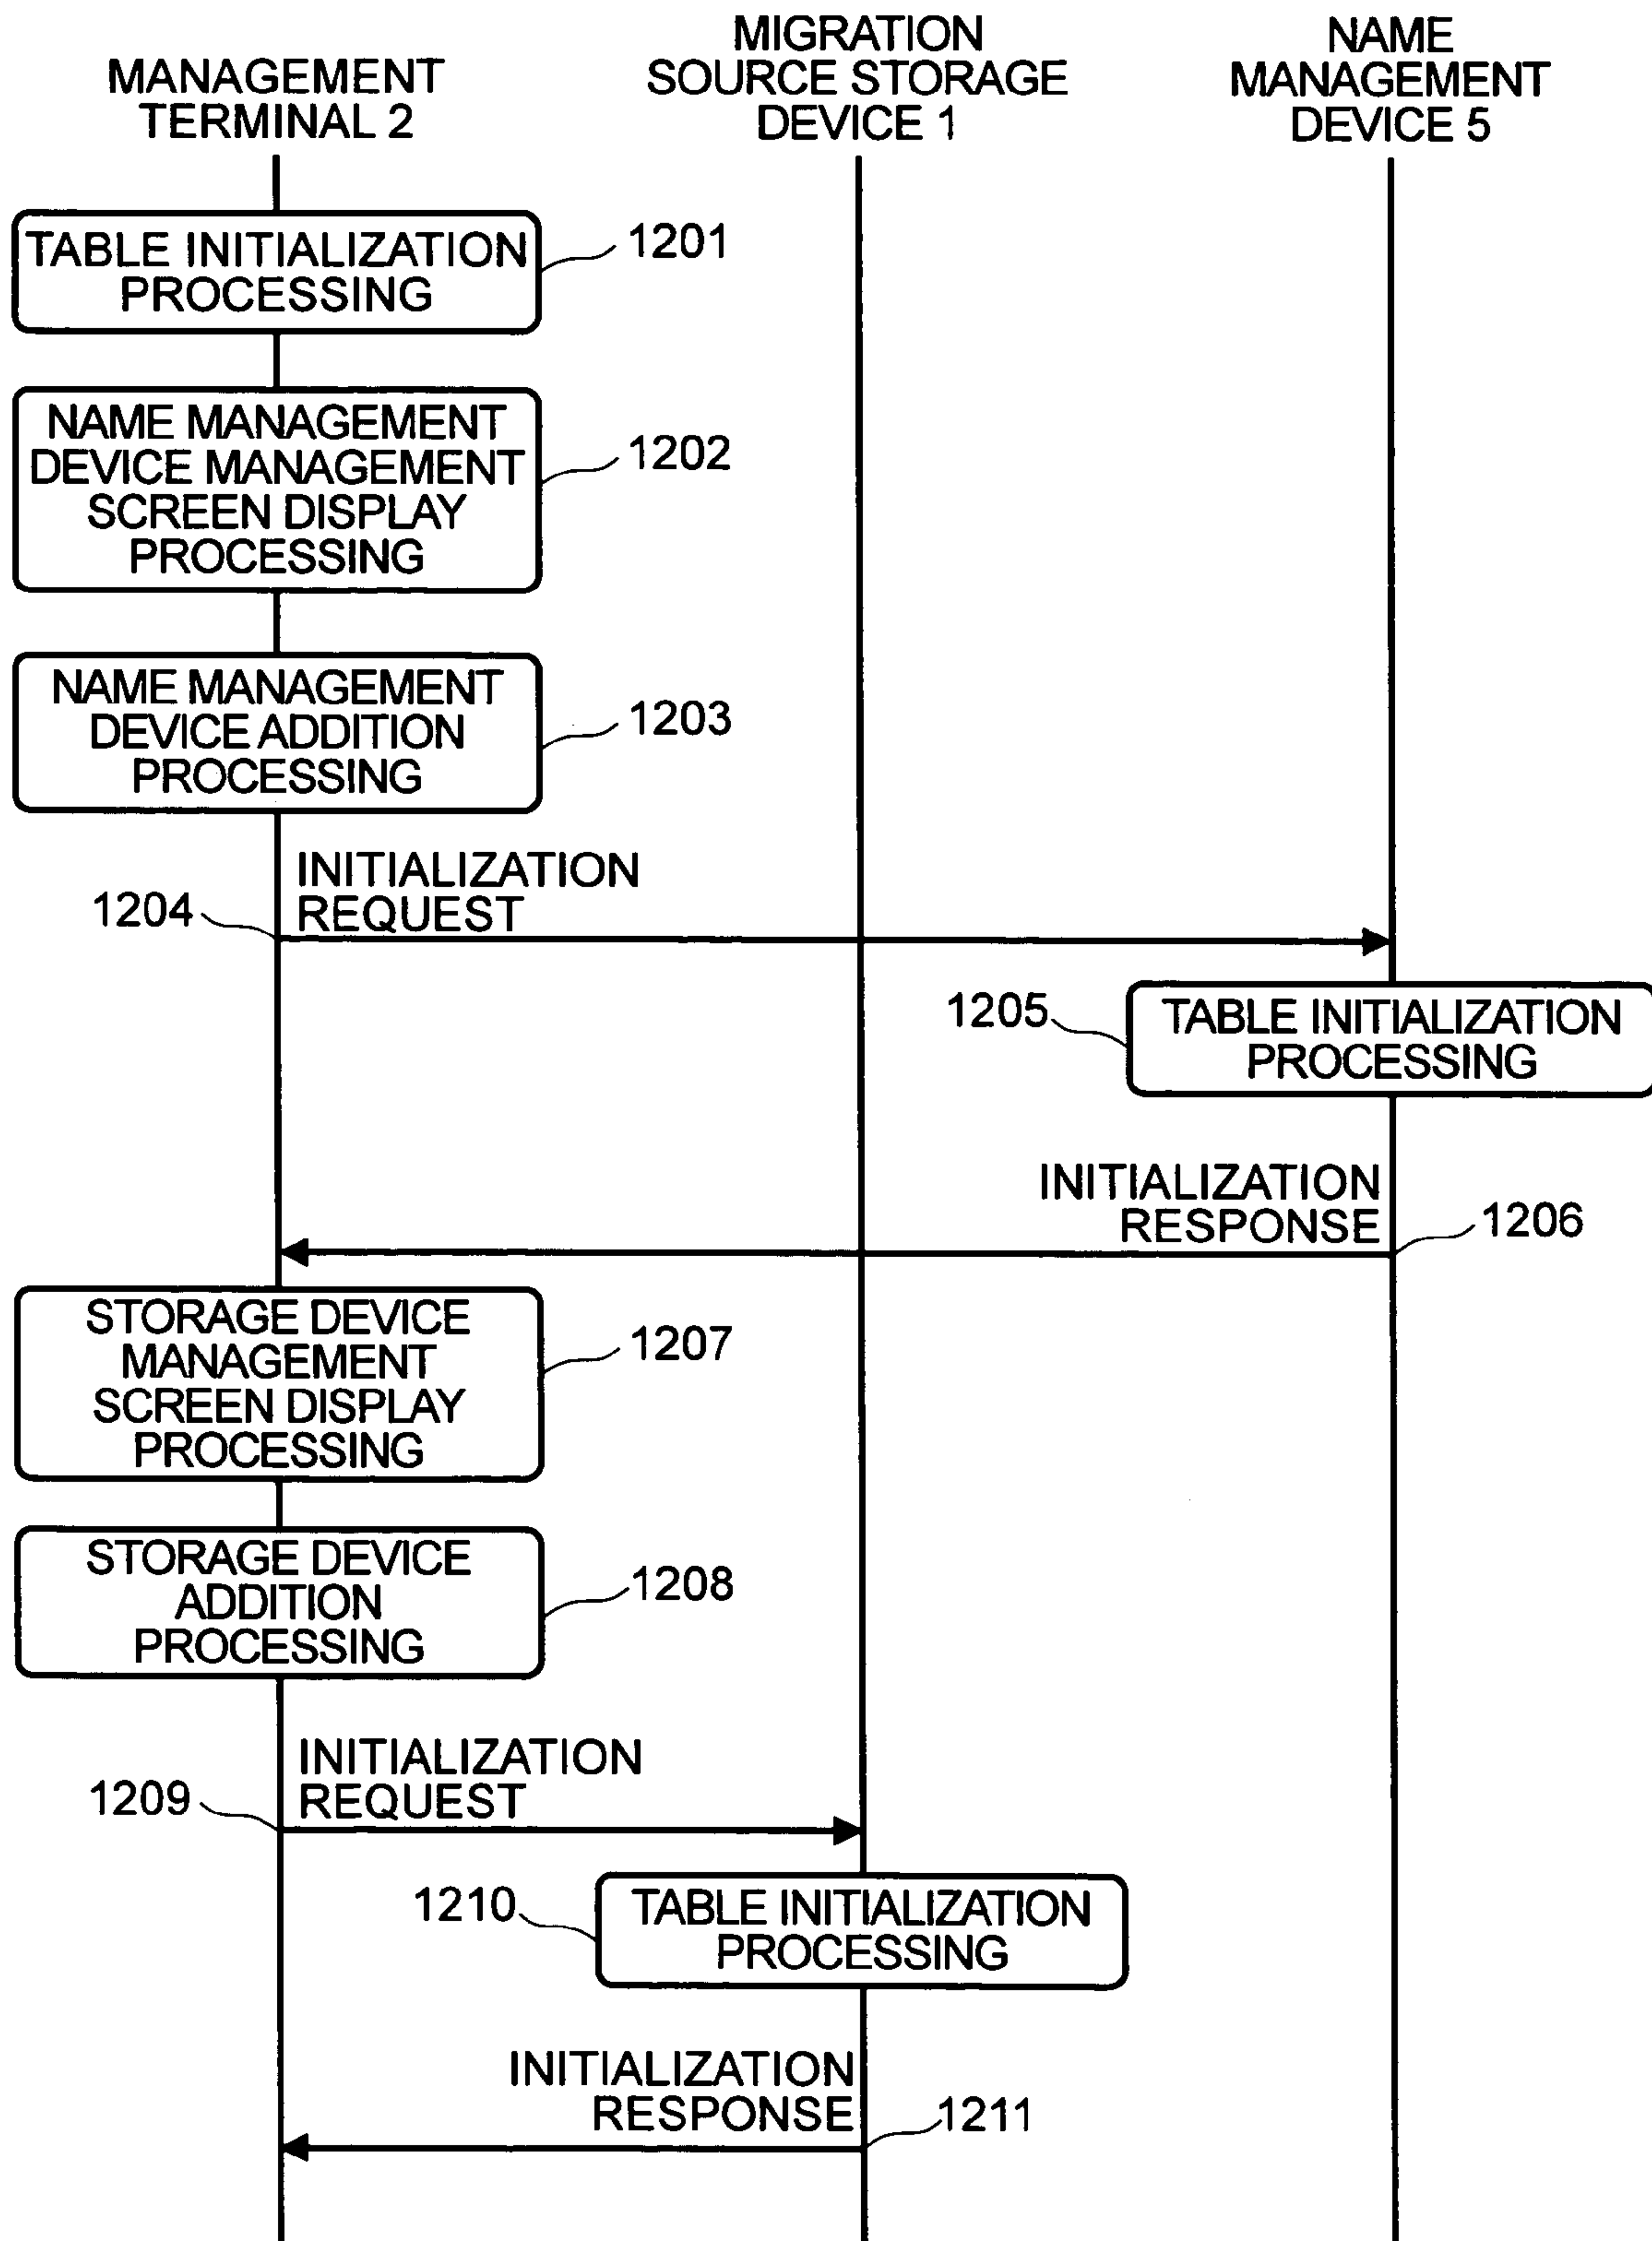 MANAGEMENT
TERMINAL 2
MIGRATION
SOURCE STORAGE
DEVICE 1
NAME
MANAGEMENT
DEVICE 5
TABLE INITIALIZATION
PROCESSING
1201
NAME MANAGEMENT
DEVICE MANAGEMENT
SCREEN DISPLAY
PROCESSING
1202
NAME MANAGEMENT
DEVICE ADDITION
PROCESSING
1203
INITIALIZATION
REQUEST
1204
1205
TABLE INITIALIZATION
PROCESSING
INITIALIZATION
RESPONSE
1206
STORAGE DEVICE
MANAGEMENT
SCREEN DISPLAY
PROCESSING
1207
STORAGE DEVICE
ADDITION
PROCESSING
1208
INITIALIZATION
REQUEST
1209
1210
TABLE INITIALIZATION
PROCESSING
INITIALIZATION
RESPONSE
1211